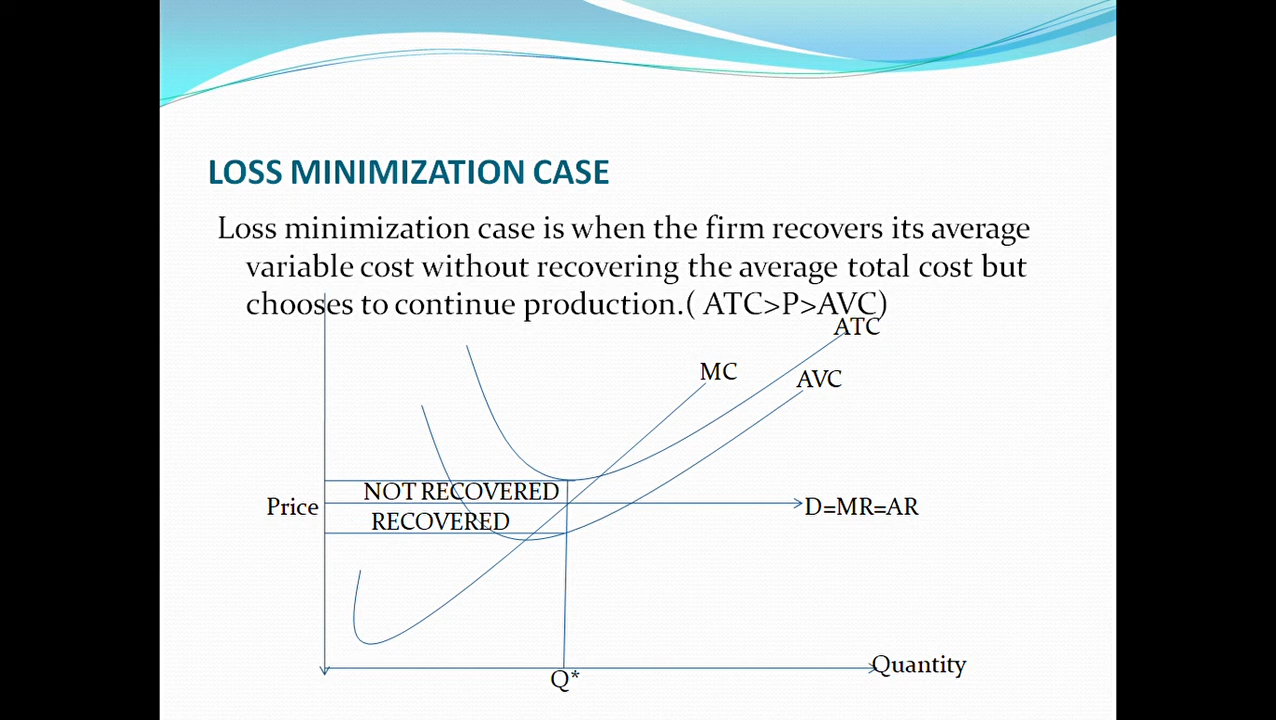 LOSS MINIMIZATION CASE
Loss minimization case is when the firm recovers its average
variable cost without recovering the average total cost but
chooses to continue production.( ATC>P>AVC)
ATC
MC
AVC
NOT RECOVERED
Price
D=MR=AR
RECOVERED
Quantity
Q*